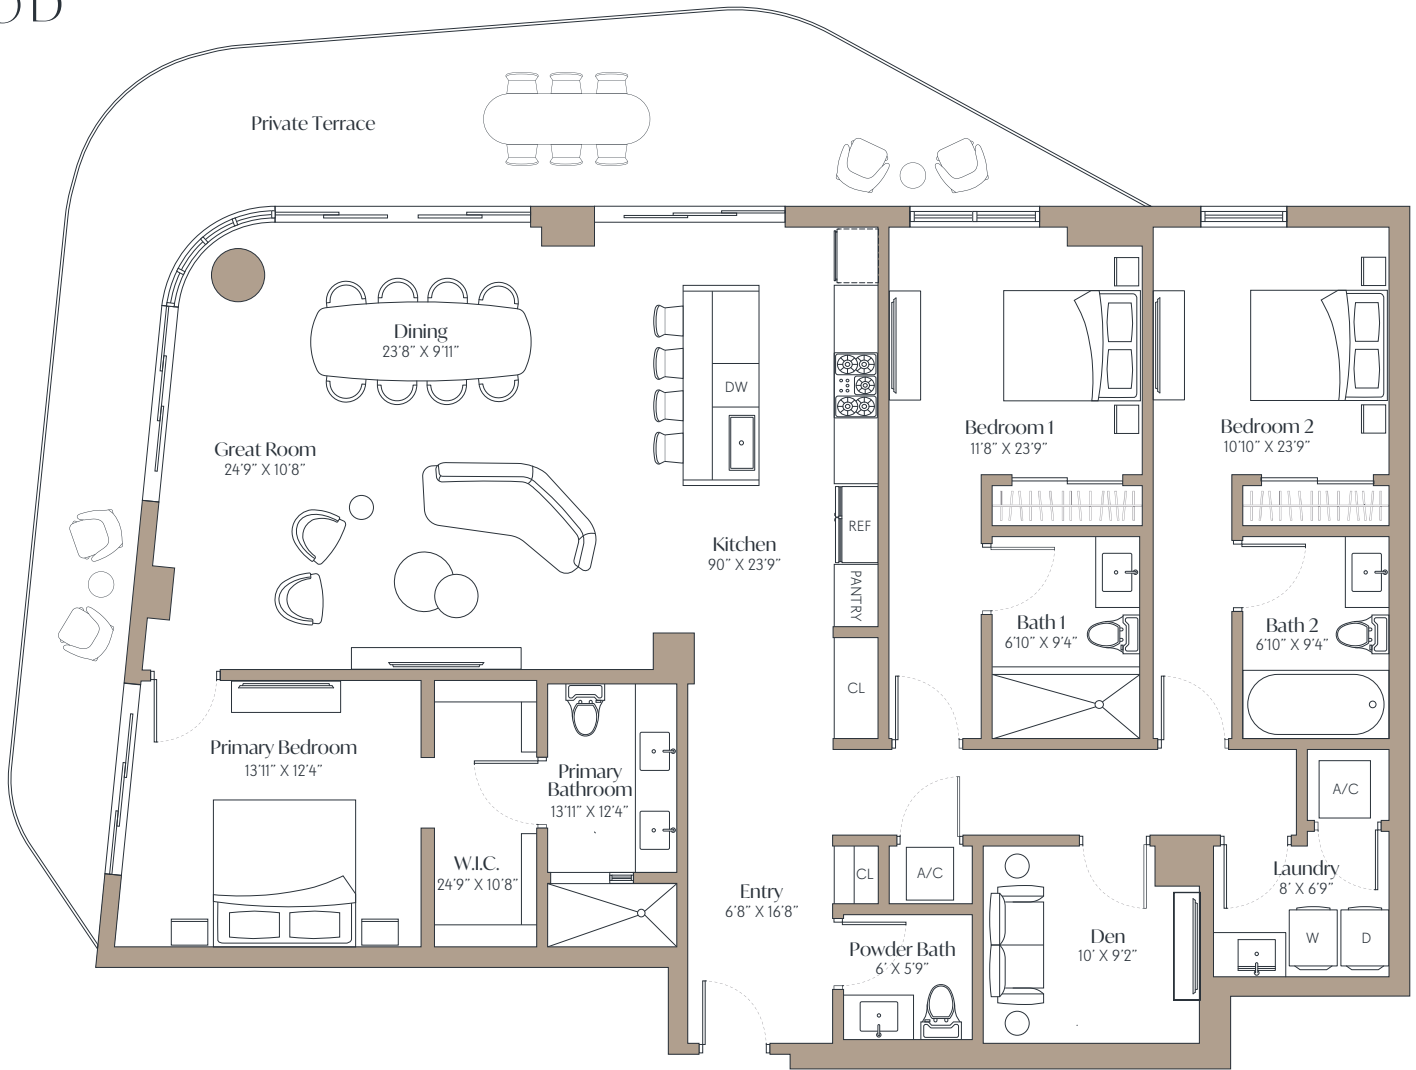 Private Terrace
Dining
23'8" X 9'11"
DW
Great Room
24'9" X 10'8"
Bedroom 1
11'8" X 23'9"
Bedroom 2
10'10" X 23'9"
REF
Kitchen
90" X 23'9"
PANTRY
Bath 1
6'10" X 9'4"
Bath 2
6'10" X 9'4"
CL
Primary Bedroom
13'11" X 12'4"
Primary
Bathroom
13'11" X 12'4"
A/C
W.I.C.
24'9" X 10'8"
Entry
6'8" X 16'8"
CL
A/C
Laundry
8' X 6'9"
Powder Bath
6' X 5'9"
Den
10' X 9'2"
W
D